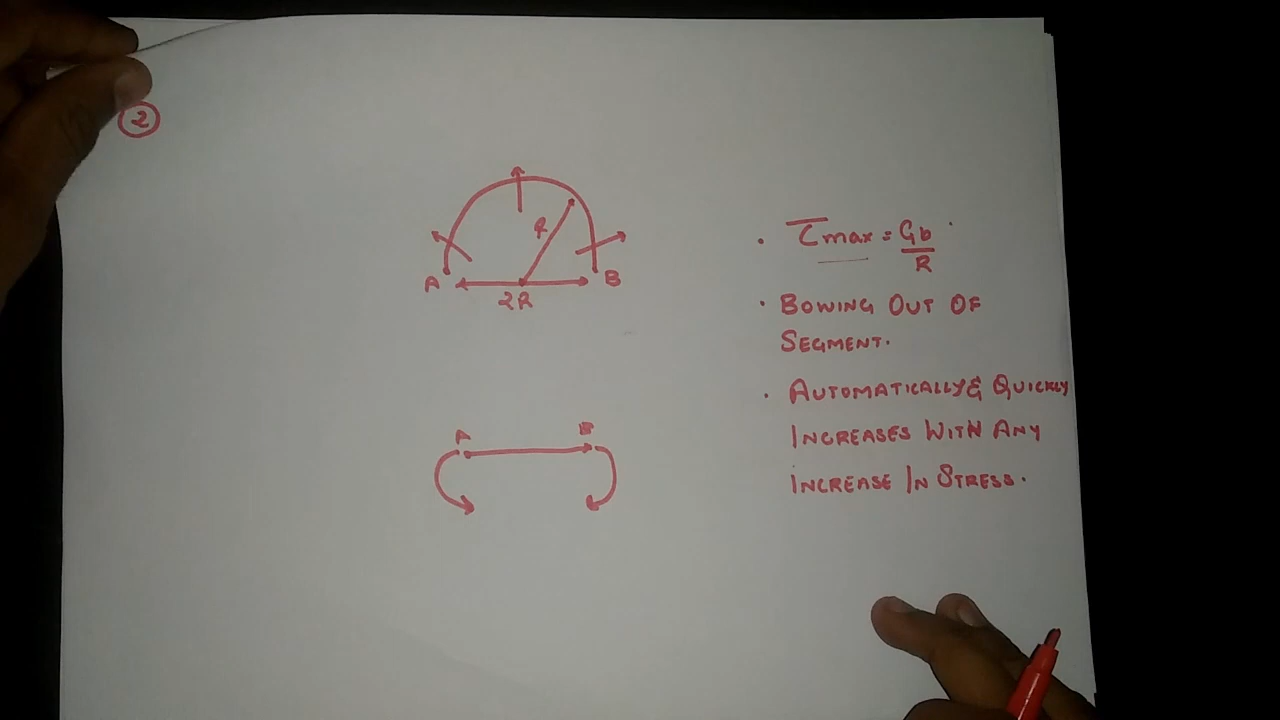 2
R
A
B
2R
A
B
• τmax = Gb/R
• BOWING OUT OF
SEGMENT.
• AUTOMATICALLY & QUICKLY
INCREASES WITH ANY
INCREASE IN STRESS.